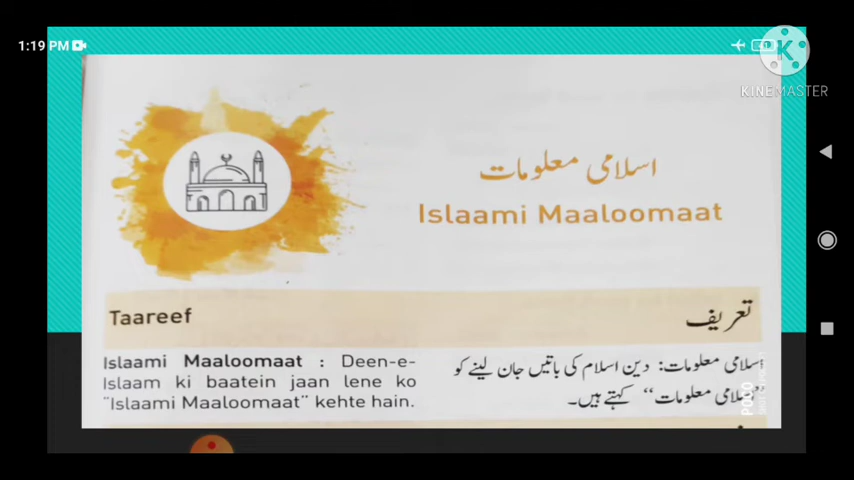 1:19 PM
KINEMASTER
اسلامی معلومات
Islaami Maaloomaat
Taareef
تعریف
Islaami Maaloomaat : Deen-e-
Islaam ki baatein jaan lene ko
"Islaami Maaloomaat" kehte hain.
اسلامی معلومات: دین اسلام کی باتیں جان لینے کو
”اسلامی معلومات“ کہتے ہیں۔
POCO